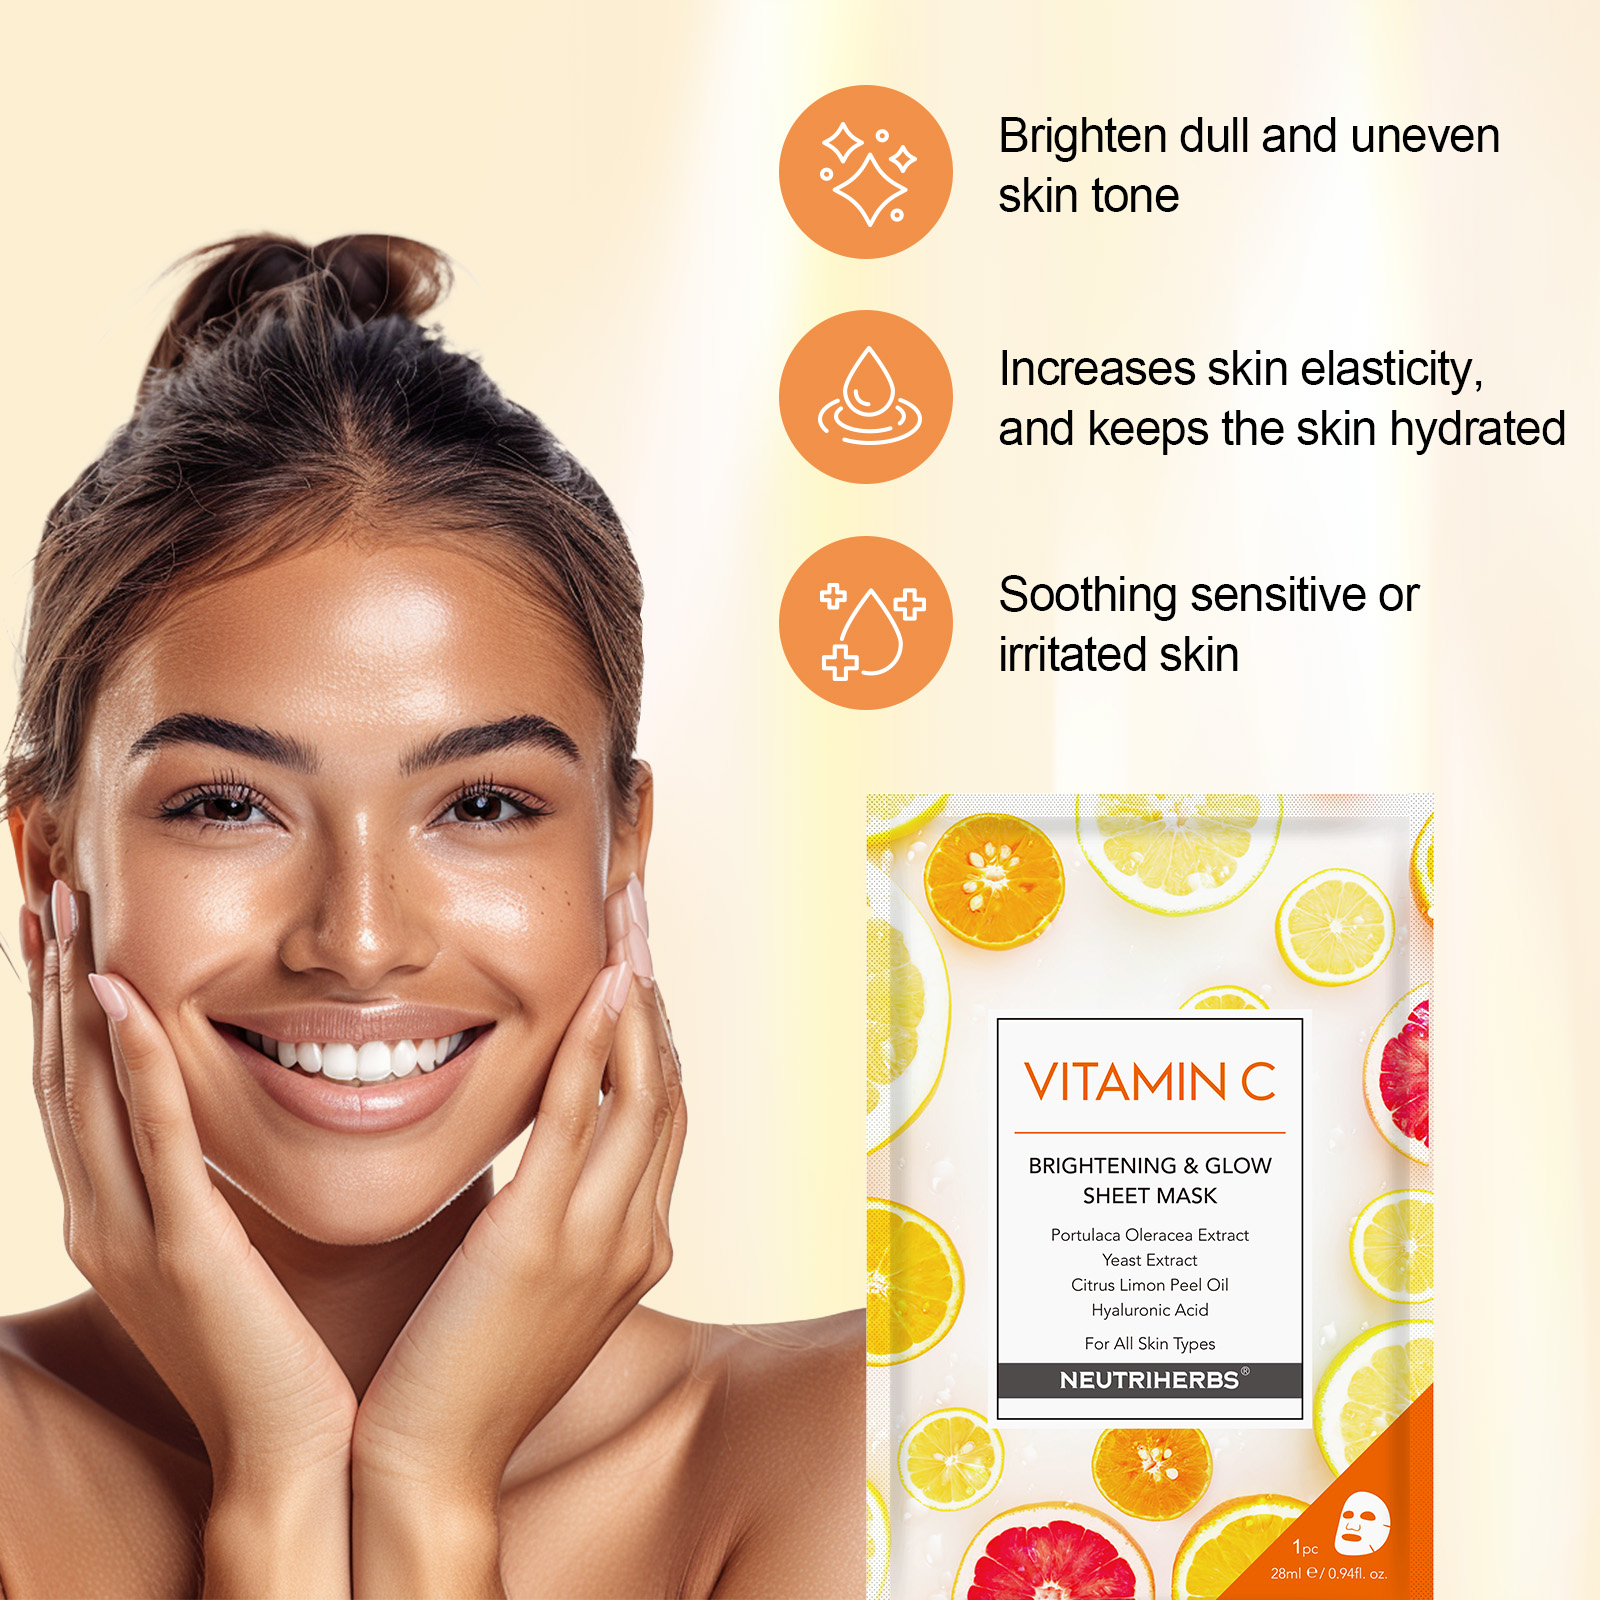 Brighten dull and uneven
skin tone
Increases skin elasticity,
and keeps the skin hydrated
Soothing sensitive or
irritated skin
VITAMIN C
BRIGHTENING & GLOW
SHEET MASK
Portulaca Oleracea Extract
Yeast Extract
Citrus Limon Peel Oil
Hyaluronic Acid
For All Skin Types
NEUTRIHERBS®
1pc
28ml ℮/ 0.94fl. oz.